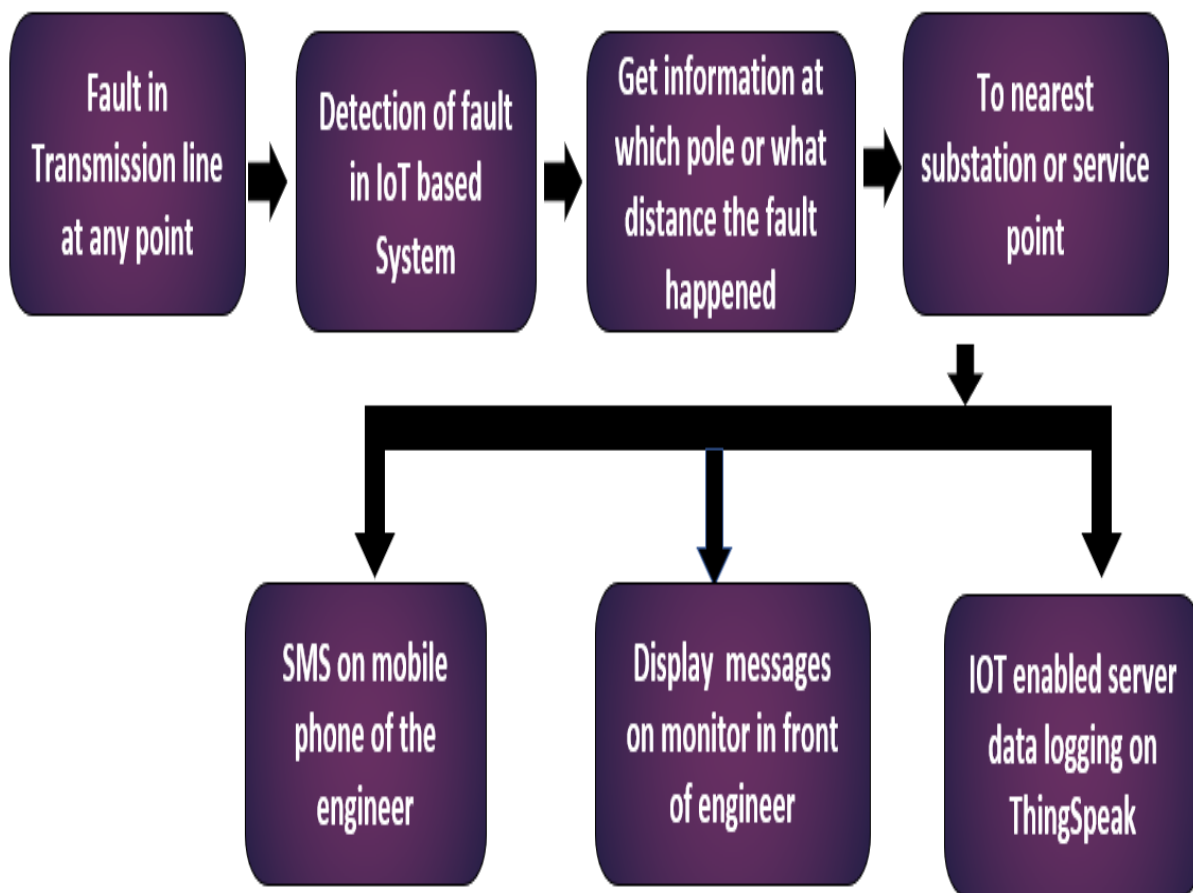 Fault in
Transmission line
at any point
Detection of fault
in IoT based
System
Get information at
which pole or what
distance the fault
happened
To nearest
substation or service
point
SMS on mobile
phone of the
engineer
Display messages
on monitor in front
of engineer
IOT enabled server
data logging on
ThingSpeak